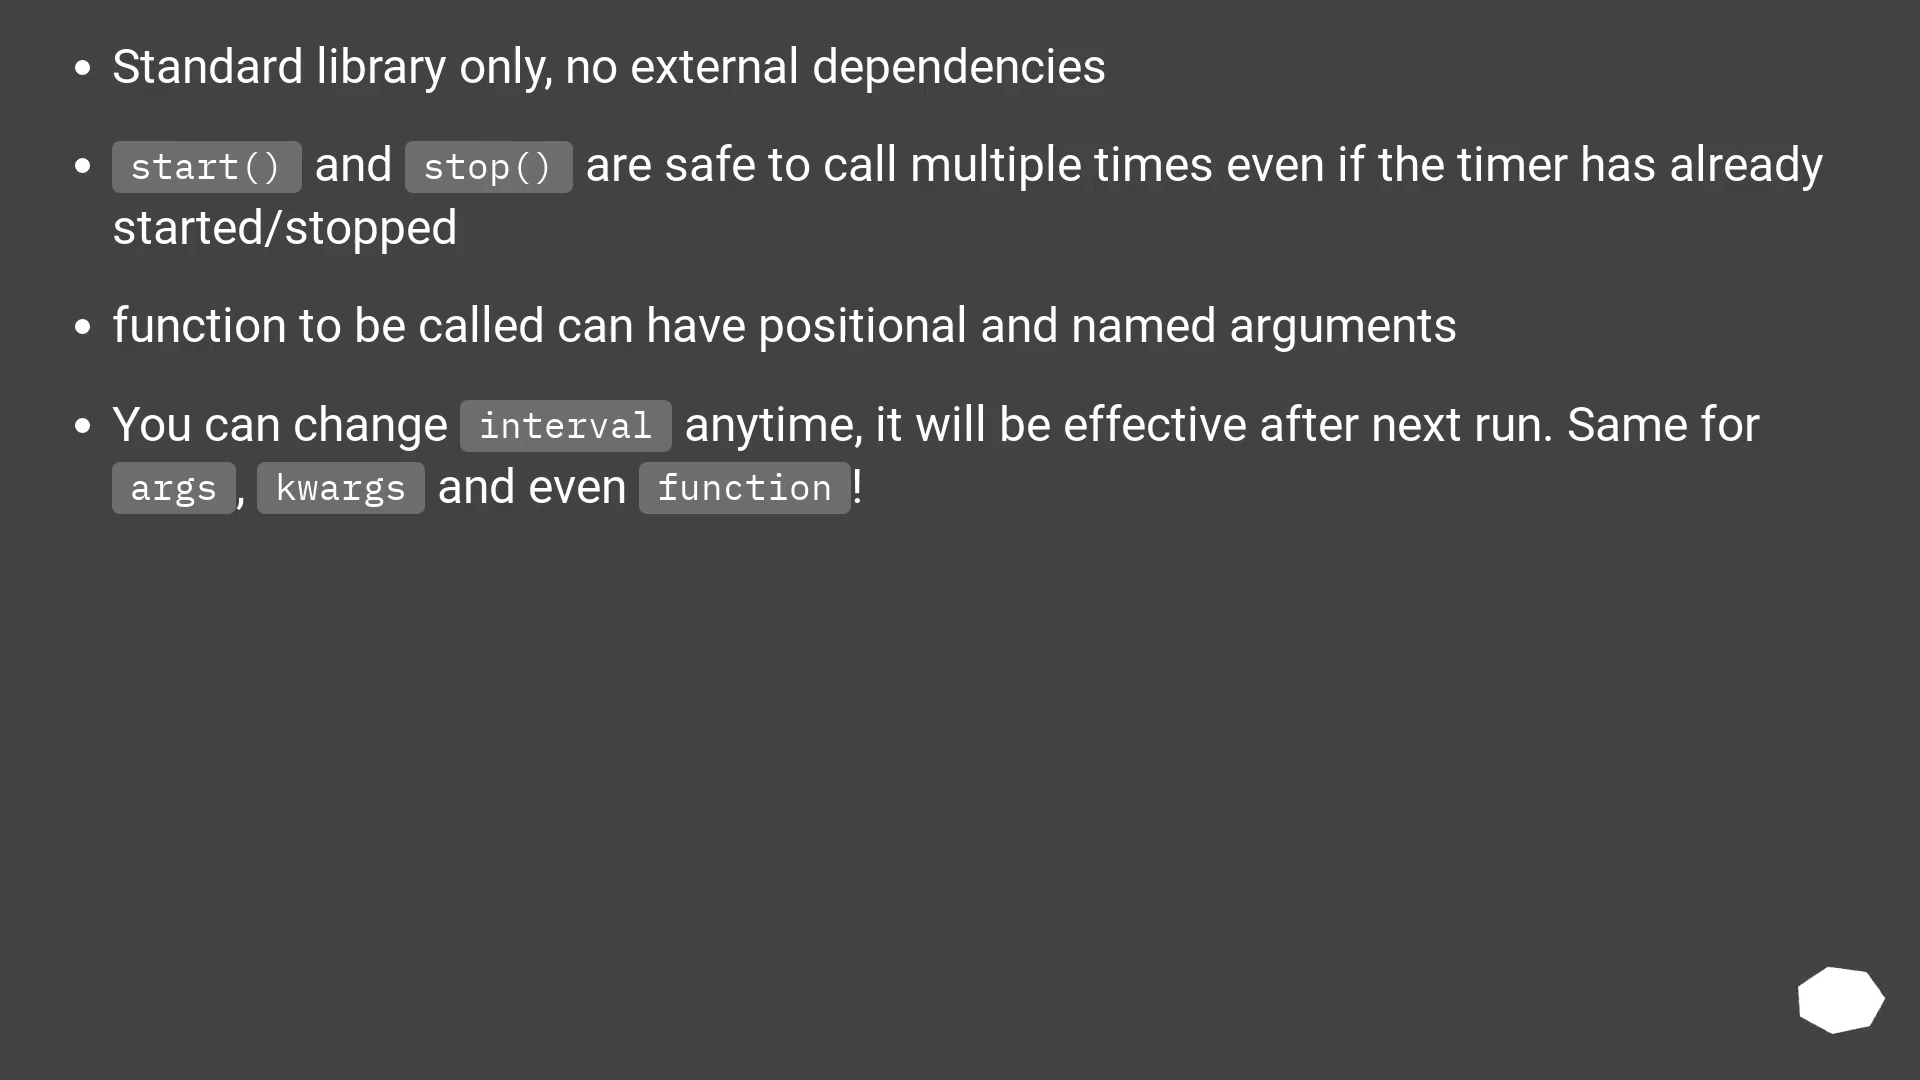 Standard library only, no external dependencies
start() and stop() are safe to call multiple times even if the timer has already
started/stopped
function to be called can have positional and named arguments
You can change interval anytime, it will be effective after next run. Same for
args, kwargs and even function!